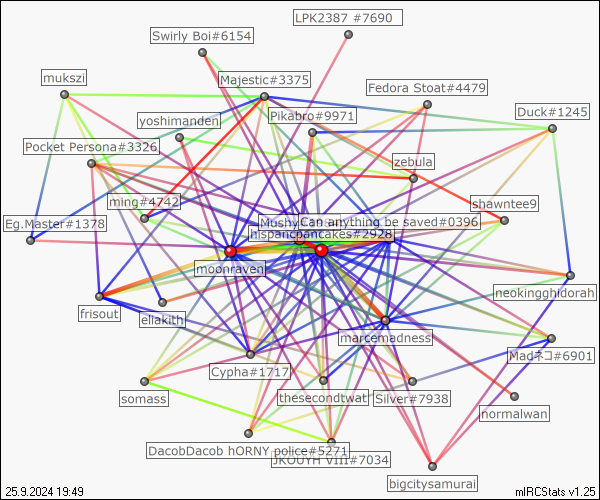 LPK2387 #7690
Swirly Boi#6154
mukszi
Majestic#3375
Fedora Stoat#4479
Pikabro#9971
Duck#1245
yoshimanden
Pocket Persona#3326
zebula
ming#4742
shawntee9
Eg.Master#1378
Mushy
Can anything be saved#0396
hispanicpancakes#2928
moonraven
neokingghidorah
frisout
eliakith
marcemadness
Madネコ#6901
Cypha#1717
somass
thesecondtwat
Silver#7938
normalwan
DacobDacob hORNY police#5271
JKOUYH VIII#7034
bigcitysamurai
25.9.2024 19:49
mIRCStats v1.25